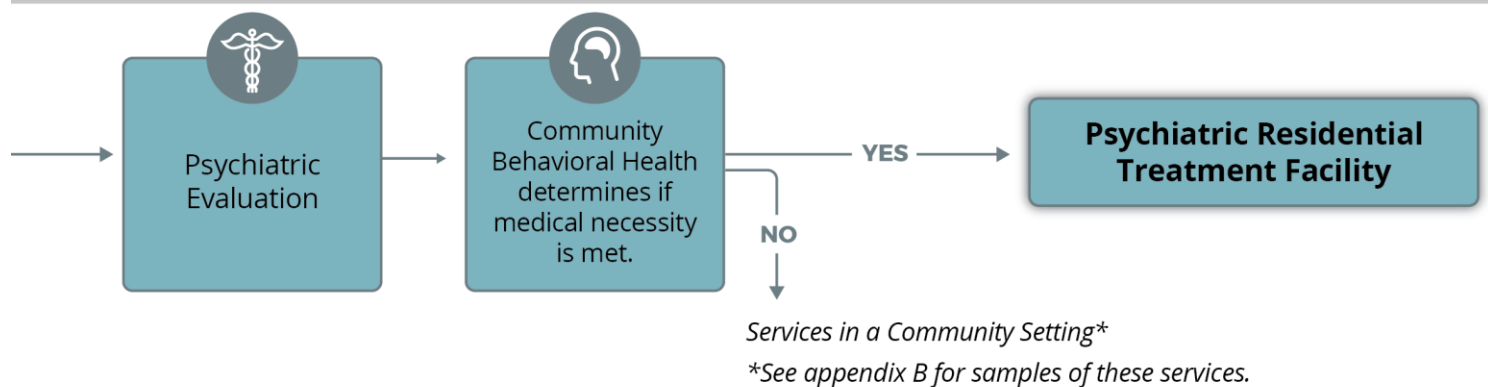 Psychiatric
Evaluation
Community
Behavioral Health
determines if
medical necessity
is met.
YES
NO
Psychiatric Residential
Treatment Facility
Services in a Community Setting*
*See appendix B for samples of these services.